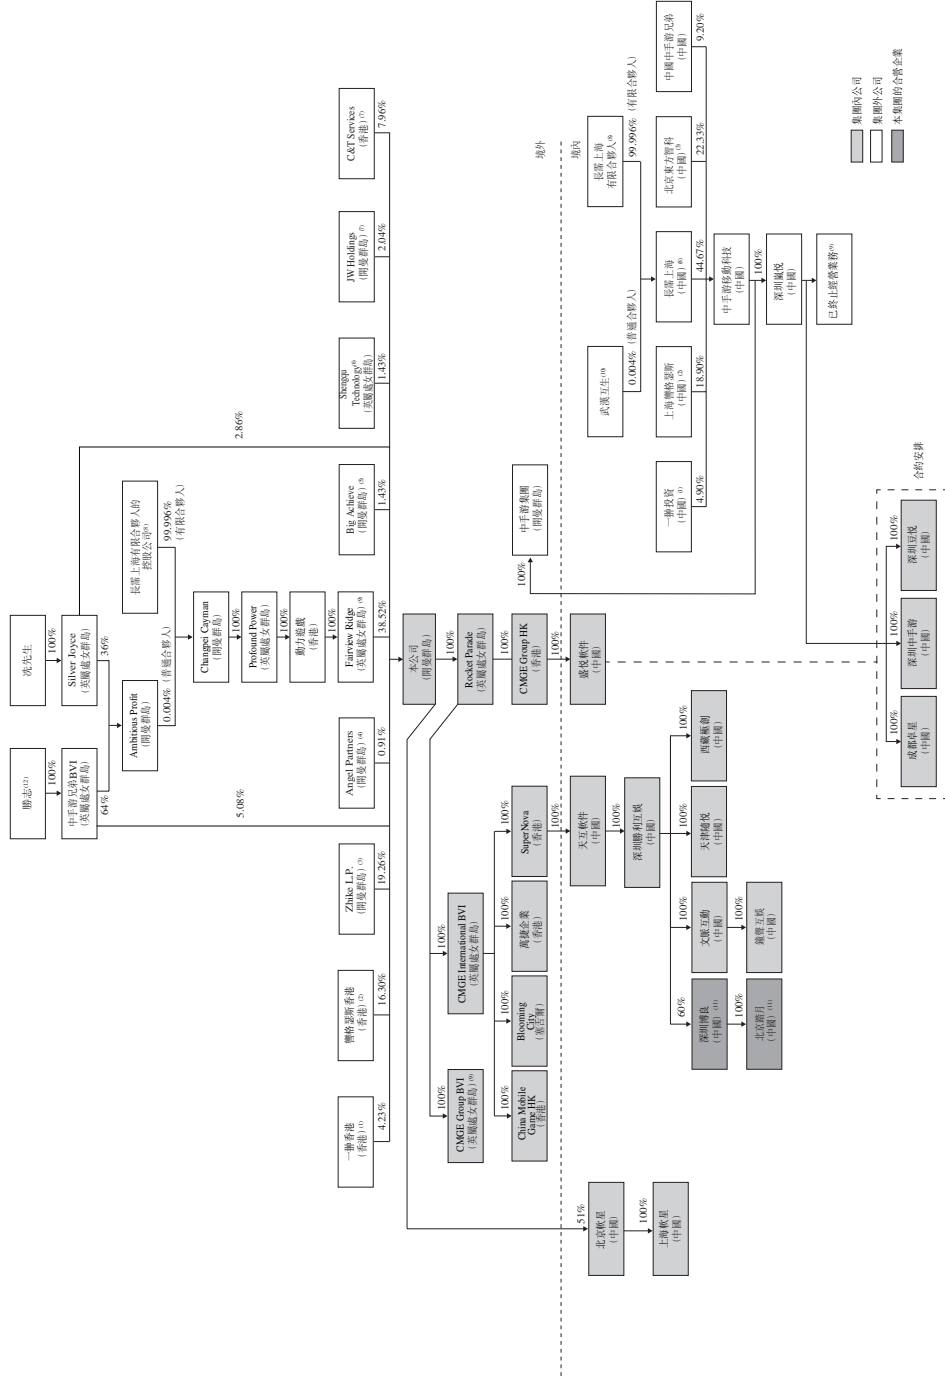 冼先生
100%
Silver Joyce
(英屬處女群島)
36%
勝志⁽¹²⁾
100%
中手游兄弟BVI
(英屬處女群島)
64%
5.08%
2.86%
Ambitious Profit
(開曼群島)
0.004%(普通合夥人)
長霈上海有限合夥人的
控股公司⁽⁸⁾
99.996%
(有限合夥人)
Changpei Cayman
(開曼群島)
100%
Profound Power
(英屬處女群島)
100%
動力遊戲
(香港)
100%
一翀香港
(香港)⁽¹⁾
4.23%
轡格瑟斯香港
(香港)⁽²⁾
16.30%
Zhike L.P.
(開曼群島)⁽³⁾
19.26%
Angel Partners
(開曼群島)⁽⁴⁾
0.91%
Fairview Ridge
(英屬處女群島)⁽⁹⁾
38.52%
Big Achieve
(開曼群島)⁽⁵⁾
1.43%
Shengqu
Technology⁽⁶⁾
(英屬處女群島)
1.43%
JW Holdings
(開曼群島)⁽⁷⁾
2.04%
C&T Services
(香港)⁽⁷⁾
7.96%
本公司
(開曼群島)
100%
Rocket Parade
(英屬處女群島)
100%
CMGE Group HK
(香港)
100%
盛悦軟件
(中國)
100%
CMGE Group BVI
(英屬處女群島)⁽⁹⁾
100%
CMGE International BVI
(英屬處女群島)
100%
China Mobile
Game HK
(香港)
100%
Blooming
City
(塞舌爾)
100%
萬捷企業
(香港)
100%
SuperNova
(香港)
100%
天互軟件
(中國)
100%
深圳勝利互娛
(中國)
60%
深圳博良
(中國)⁽¹¹⁾
100%
北京踏月
(中國)⁽¹¹⁾
100%
文脈互動
(中國)
100%
鐘聲互娛
(中國)
100%
天津隨悅
(中國)
100%
西藏極創
(中國)
51%
北京軟星
(中國)
100%
上海軟星
(中國)
境外
境內
100%
中手游集團
(開曼群島)
武漢互生⁽¹⁰⁾
0.004%(普通合夥人)
長霈上海
有限合夥人⁽⁸⁾
99.996%(有限合夥人)
一翀投資
(中國)⁽¹⁾
4.90%
上海轡格瑟斯
(中國)⁽²⁾
18.90%
長霈上海
(中國)⁽⁸⁾
44.67%
北京東方智科
(中國)⁽³⁾
22.33%
中國中手游兄弟
(中國)
9.20%
中手游移動科技
(中國)
100%
深圳嵐悅
(中國)
已終止經營業務⁽⁹⁾
合約安排
100%
成都卓星
(中國)
100%
深圳中手游
(中國)
100%
深圳豆悅
(中國)
集團內公司
集團外公司
本集團的合營企業